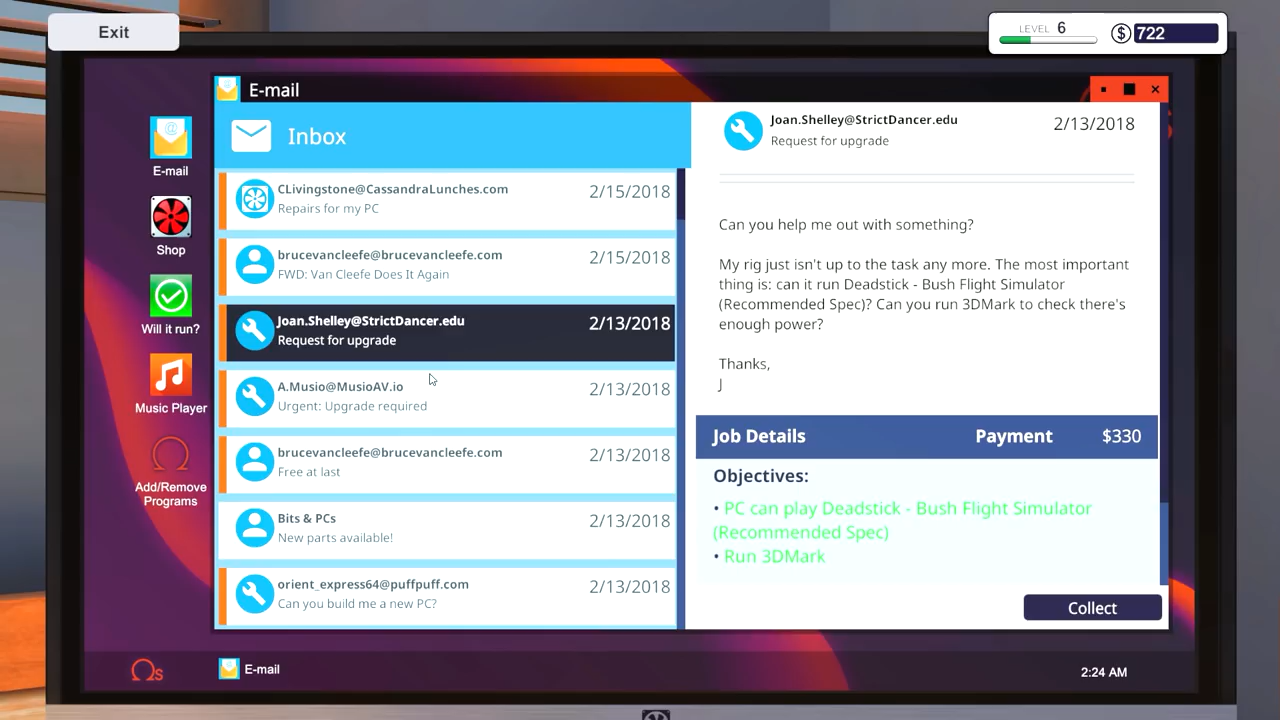 Exit
LEVEL 6
$ 722
E-mail
Inbox
CLivingstone@CassandraLunches.com 2/15/2018
Repairs for my PC
brucevancleefe@brucevancleefe.com 2/15/2018
FWD: Van Cleefe Does It Again
Joan.Shelley@StrictDancer.edu 2/13/2018
Request for upgrade
A.Musio@MusioAV.io 2/13/2018
Urgent: Upgrade required
brucevancleefe@brucevancleefe.com 2/13/2018
Free at last
Bits & PCs 2/13/2018
New parts available!
orient_express64@puffpuff.com 2/13/2018
Can you build me a new PC?
Joan.Shelley@StrictDancer.edu 2/13/2018
Request for upgrade
Can you help me out with something?
My rig just isn't up to the task any more. The most important
thing is: can it run Deadstick - Bush Flight Simulator
(Recommended Spec)? Can you run 3DMark to check there's
enough power?
Thanks,
J
Job Details Payment $330
Objectives:
• PC can play Deadstick - Bush Flight Simulator
(Recommended Spec)
• Run 3DMark
Collect
E-mail
Shop
Will it run?
Music Player
Add/Remove
Programs
Ωs
E-mail
2:24 AM